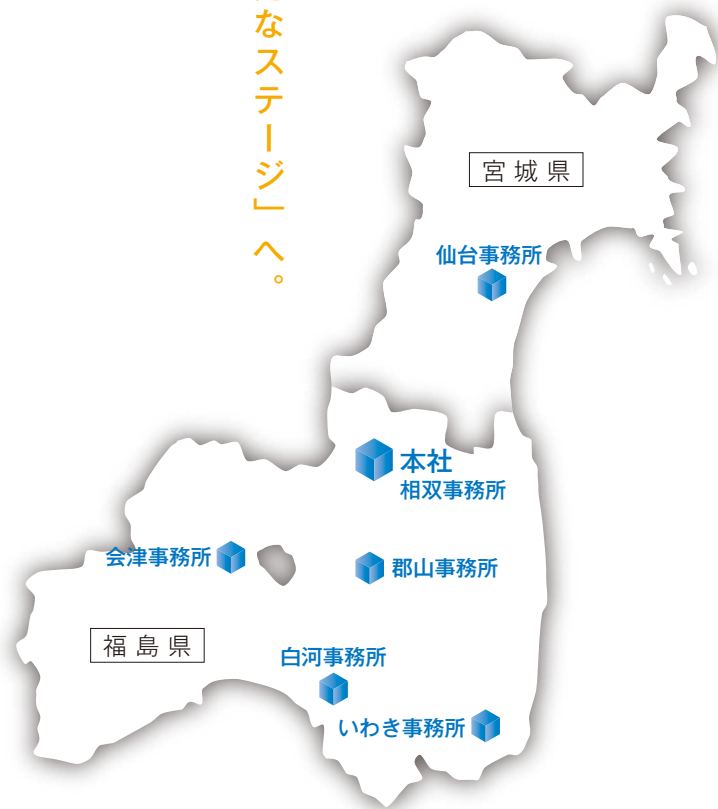 なステージ」へ。
宮城県
仙台事務所
本社
相双事務所
会津事務所
郡山事務所
福島県
白河事務所
いわき事務所